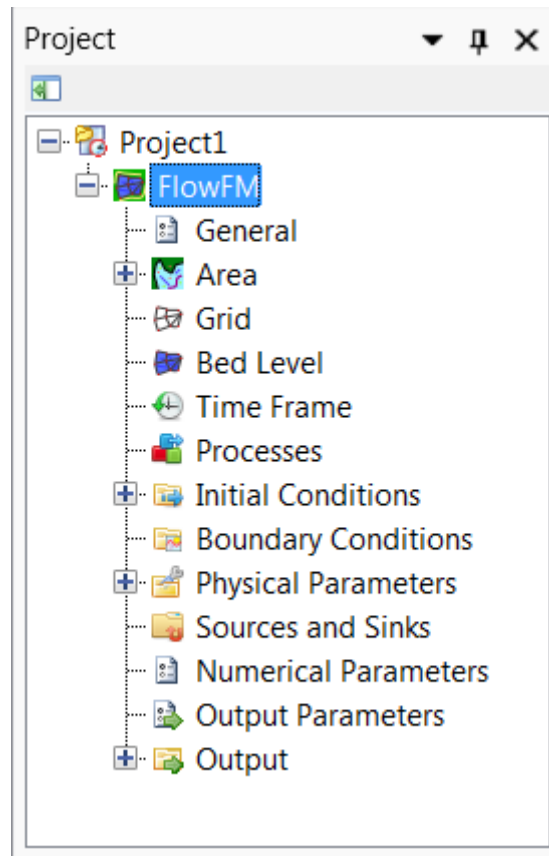 Project
Project1
FlowFM
General
Area
Grid
Bed Level
Time Frame
Processes
Initial Conditions
Boundary Conditions
Physical Parameters
Sources and Sinks
Numerical Parameters
Output Parameters
Output